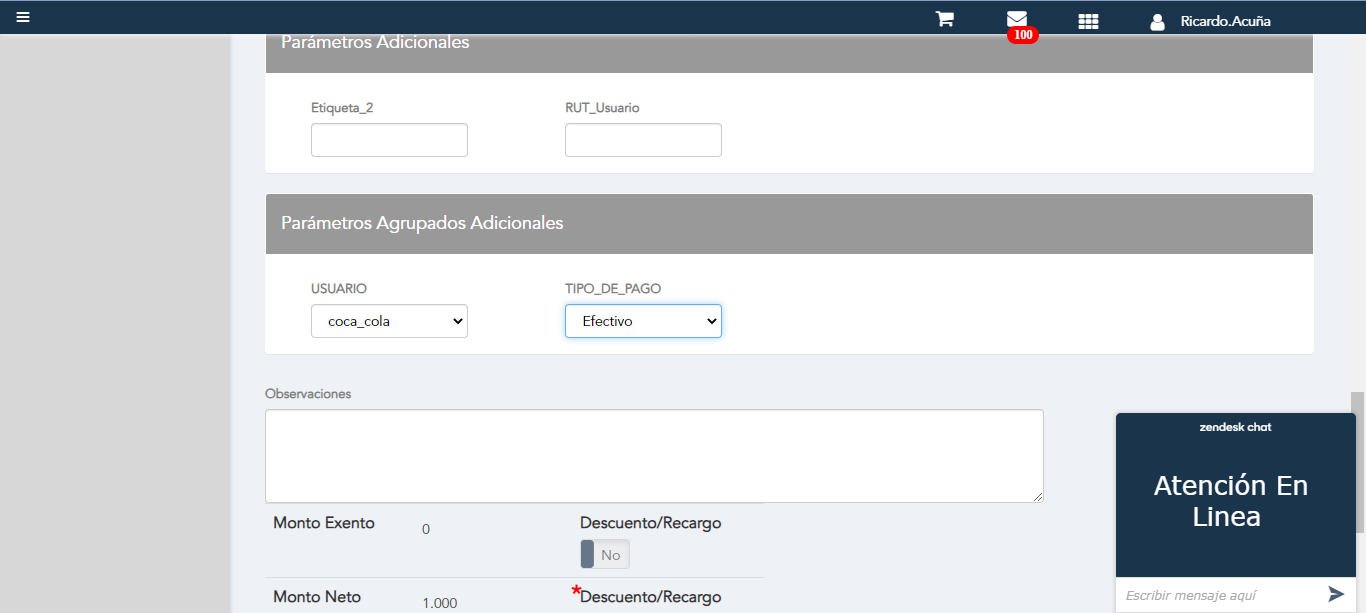 Ricardo.Acuña
100
Parámetros Adicionales
Etiqueta_2 RUT_Usuario
Parámetros Agrupados Adicionales
USUARIO TIPO_DE_PAGO
coca_cola Efectivo
Observaciones
zendesk chat
Atención En
Linea
Monto Exento 0 Descuento/Recargo
No
Monto Neto 1.000 *Descuento/Recargo
Escribir mensaje aquí